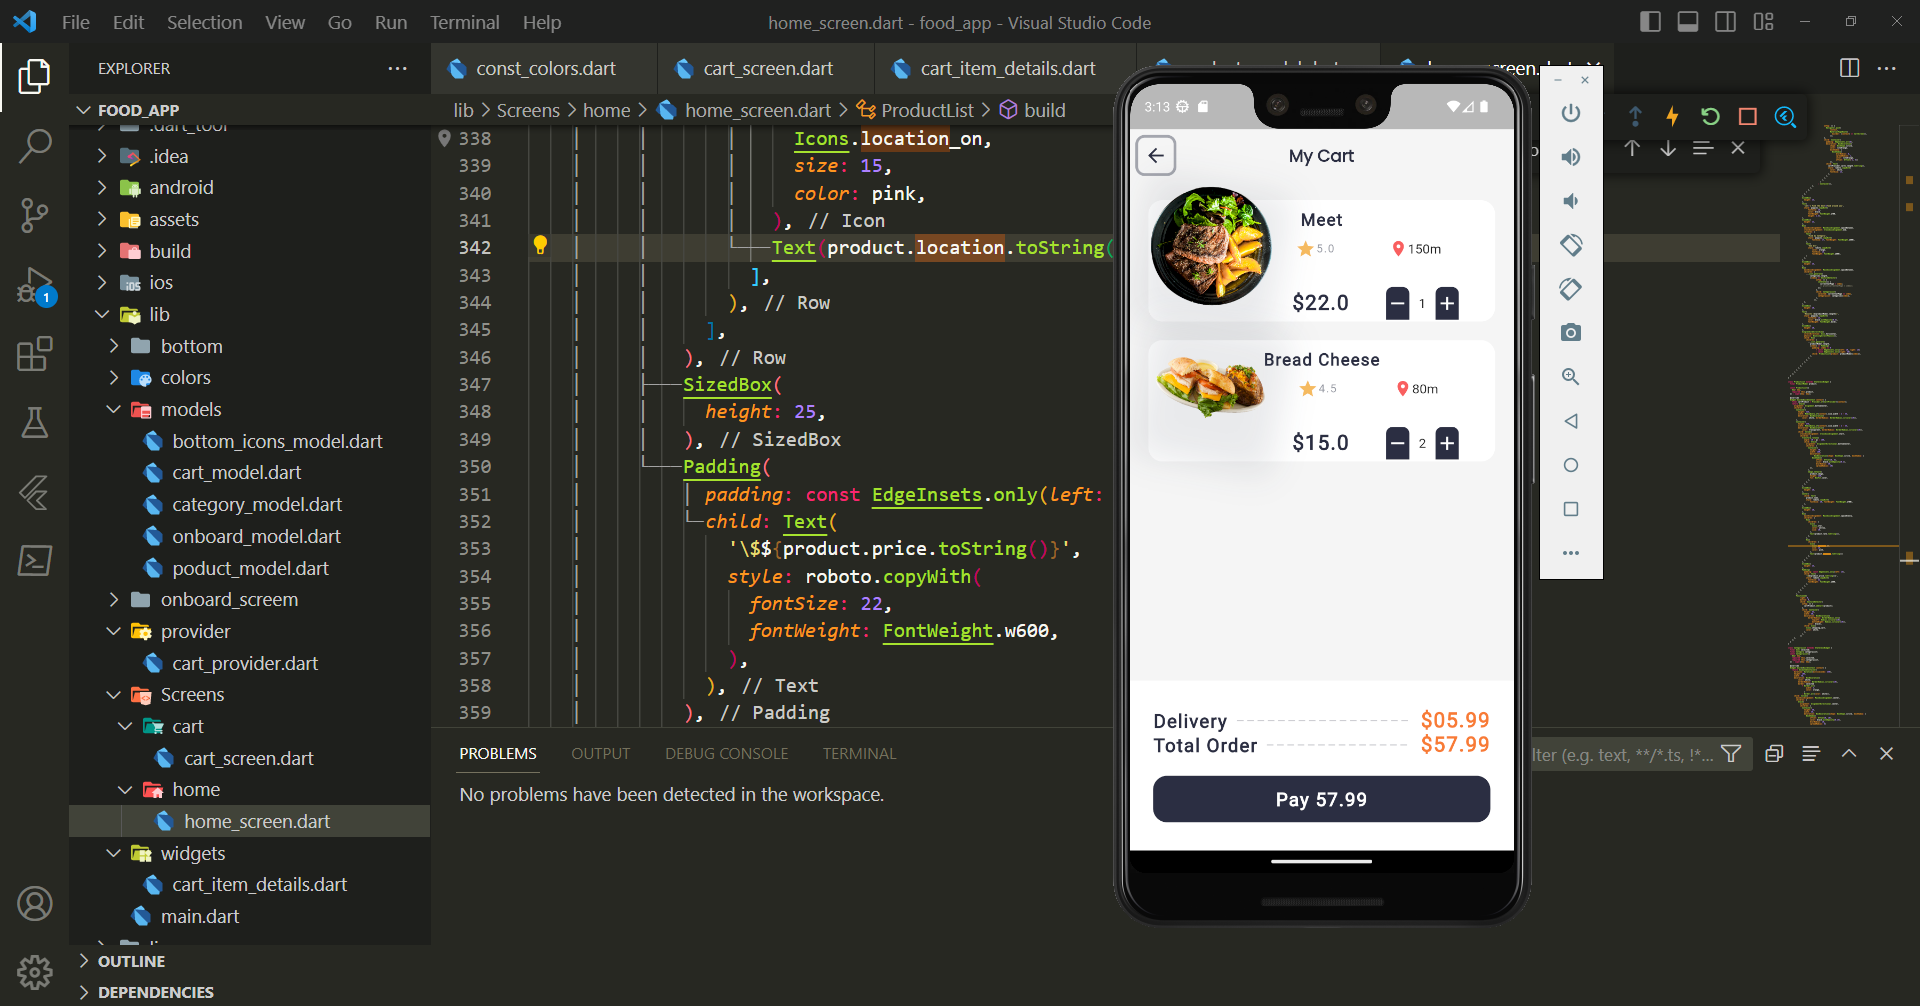 File Edit Selection View Go Run Terminal Help
home_screen.dart - food_app - Visual Studio Code
EXPLORER
const_colors.dart
cart_screen.dart
cart_item_details.dart
FOOD_APP
lib > Screens > home > home_screen.dart > ProductList > build
.dart_tool
.idea
android
assets
build
ios
lib
bottom
colors
models
bottom_icons_model.dart
cart_model.dart
category_model.dart
onboard_model.dart
poduct_model.dart
onboard_screem
provider
cart_provider.dart
Screens
cart
cart_screen.dart
home
home_screen.dart
widgets
cart_item_details.dart
main.dart
OUTLINE
DEPENDENCIES
1
338 Icons.location_on,
339 size: 15,
340 color: pink,
341 ), // Icon
342 Text(product.location.toString(
343 ],
344 ), // Row
345 ],
346 ), // Row
347 SizedBox(
348 height: 25,
349 ), // SizedBox
350 Padding(
351 padding: const EdgeInsets.only(left:
352 child: Text(
353 '\$${product.price.toString()}',
354 style: roboto.copyWith(
355 fontSize: 22,
356 fontWeight: FontWeight.w600,
357 ),
358 ), // Text
359 ), // Padding
PROBLEMS OUTPUT DEBUG CONSOLE TERMINAL
lter (e.g. text, **/*.ts, !*...
No problems have been detected in the workspace.
3:13
My Cart
Meet
5.0 150m
$22.0 − 1 +
Bread Cheese
4.5 80m
$15.0 − 2 +
Delivery $05.99
Total Order $57.99
Pay 57.99